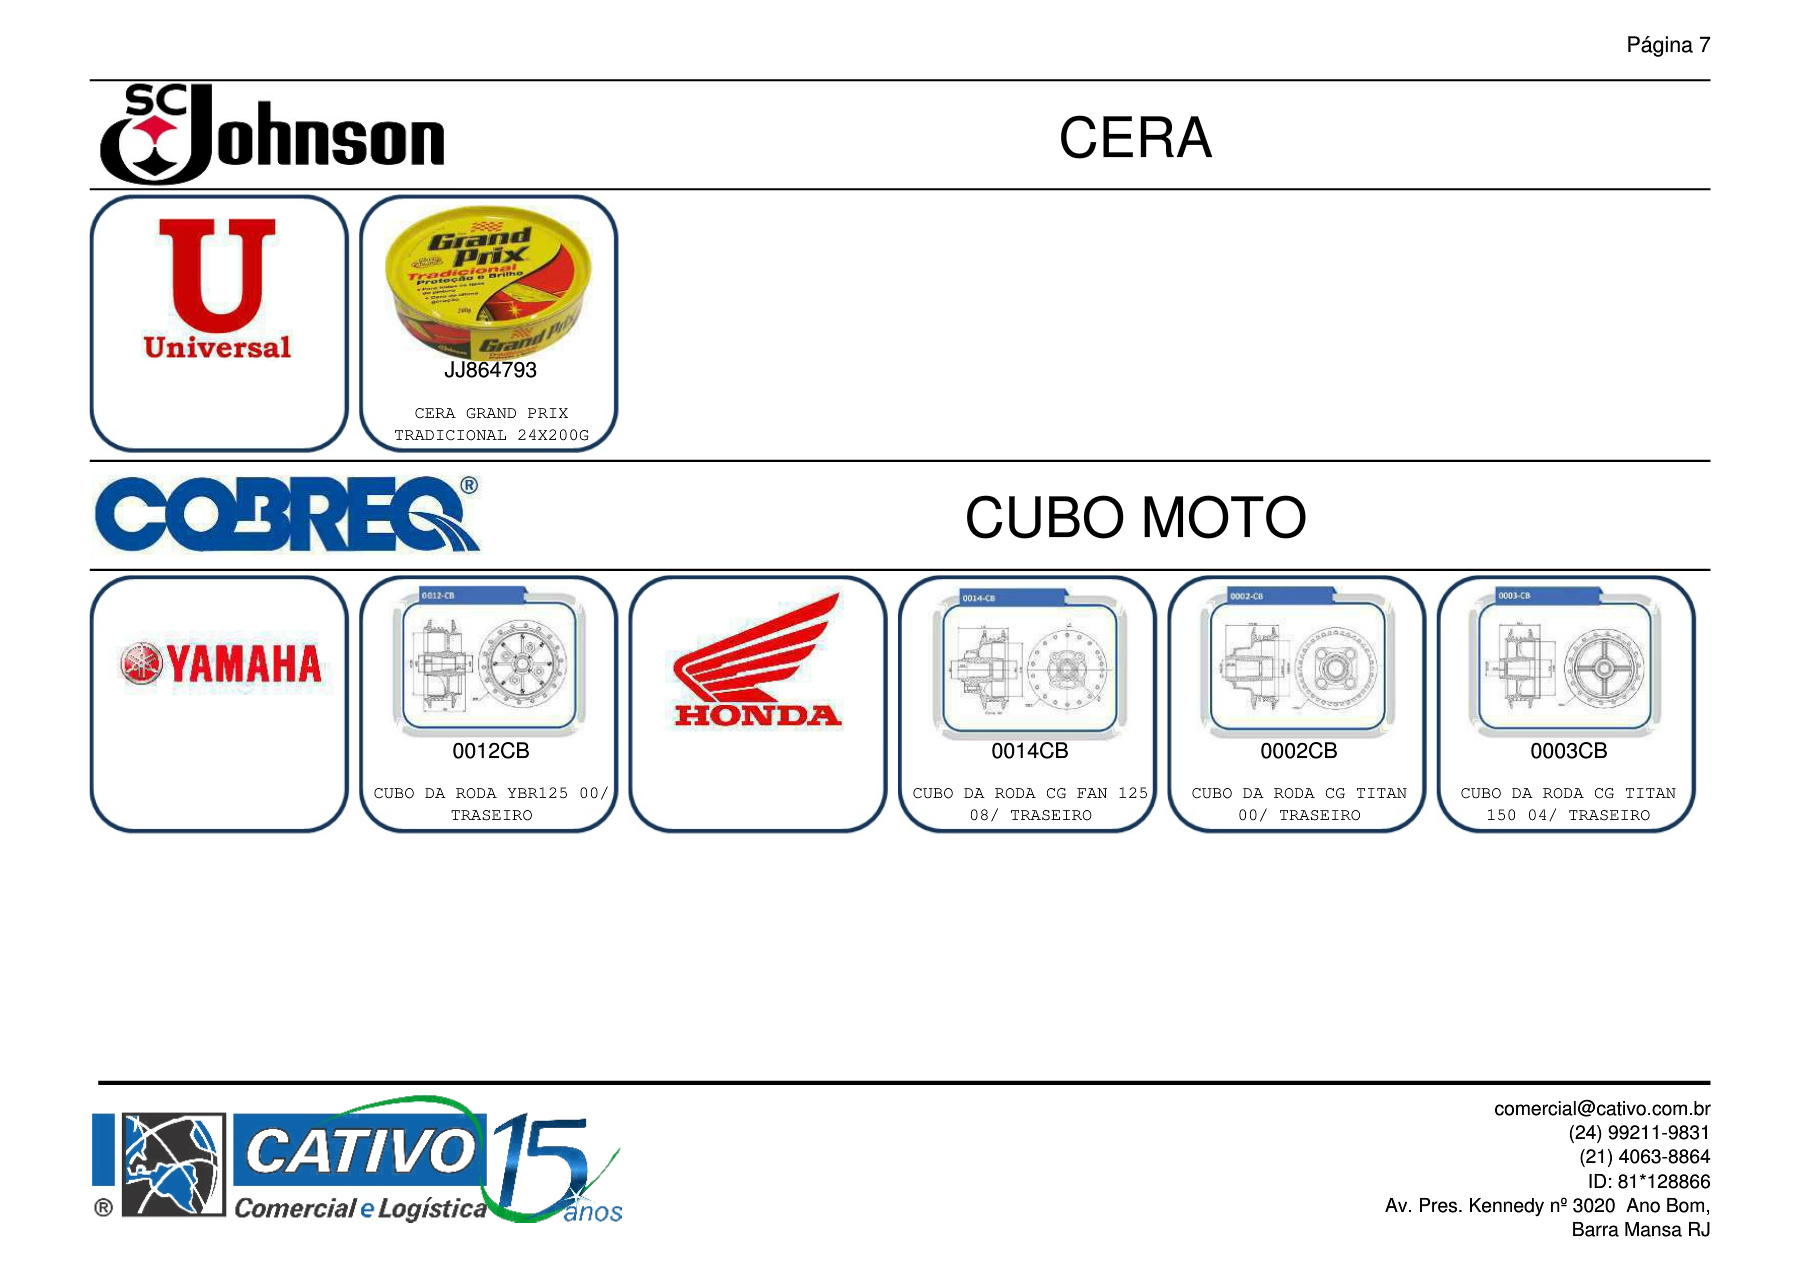 Página 7
SC Johnson
CERA
U
Universal
Grand
Prix
Tradicional
Proteção e Brilho
200g
Grand Prix
JJ864793
CERA GRAND PRIX
TRADICIONAL 24X200G
COBREQ®
CUBO MOTO
YAMAHA
0012-CB
0012CB
CUBO DA RODA YBR125 00/
TRASEIRO
HONDA
0014-CB
0014CB
CUBO DA RODA CG FAN 125
08/ TRASEIRO
0002-CB
0002CB
CUBO DA RODA CG TITAN
00/ TRASEIRO
0003-CB
0003CB
CUBO DA RODA CG TITAN
150 04/ TRASEIRO
CATIVO 15
® Comercial e Logística anos
comercial@cativo.com.br
(24) 99211-9831
(21) 4063-8864
ID: 81*128866
Av. Pres. Kennedy nº 3020  Ano Bom,
Barra Mansa RJ